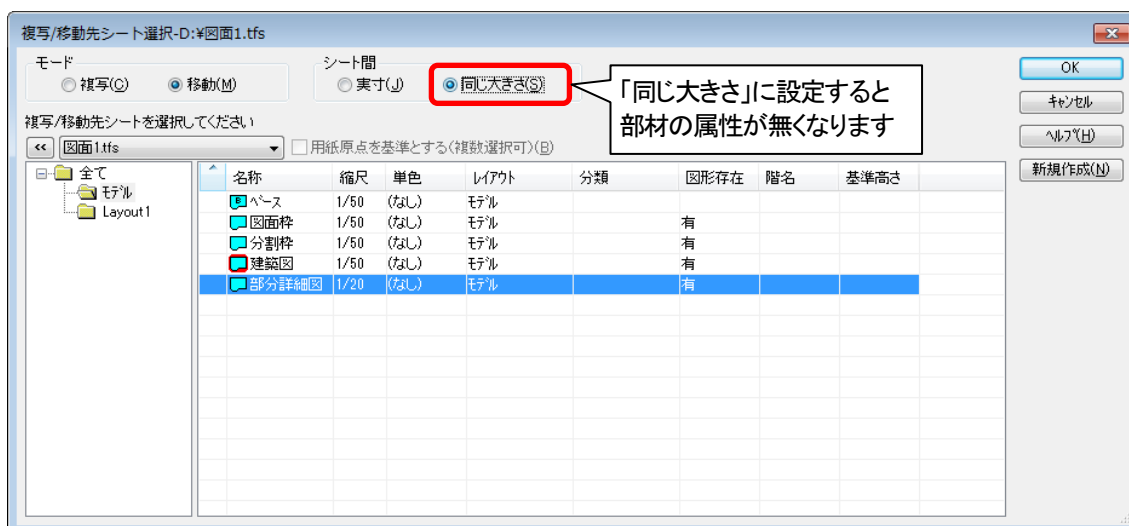 複写/移動先シート選択-D:¥図面1.tfs
モード
複写(C) 移動(M)
シート間
実寸(J) 同じ大きさ(S)
「同じ大きさ」に設定すると
部材の属性が無くなります
OK
ｷｬﾝｾﾙ
ﾍﾙﾌﾟ(H)
新規作成(N)
複写/移動先シートを選択してください
<< 図面1.tfs 用紙原点を基準とする(複数選択可)(B)
全て
ﾓﾃﾞﾙ
Layout1
名称 縮尺 単色 ﾚｲｱｳﾄ 分類 図形存在 階名 基準高さ
ﾍﾞｰｽ 1/50 (なし) ﾓﾃﾞﾙ
図面枠 1/50 (なし) ﾓﾃﾞﾙ 有
分割枠 1/50 (なし) ﾓﾃﾞﾙ 有
建築図 1/50 (なし) ﾓﾃﾞﾙ 有
部分詳細図 1/20 (なし) ﾓﾃﾞﾙ 有